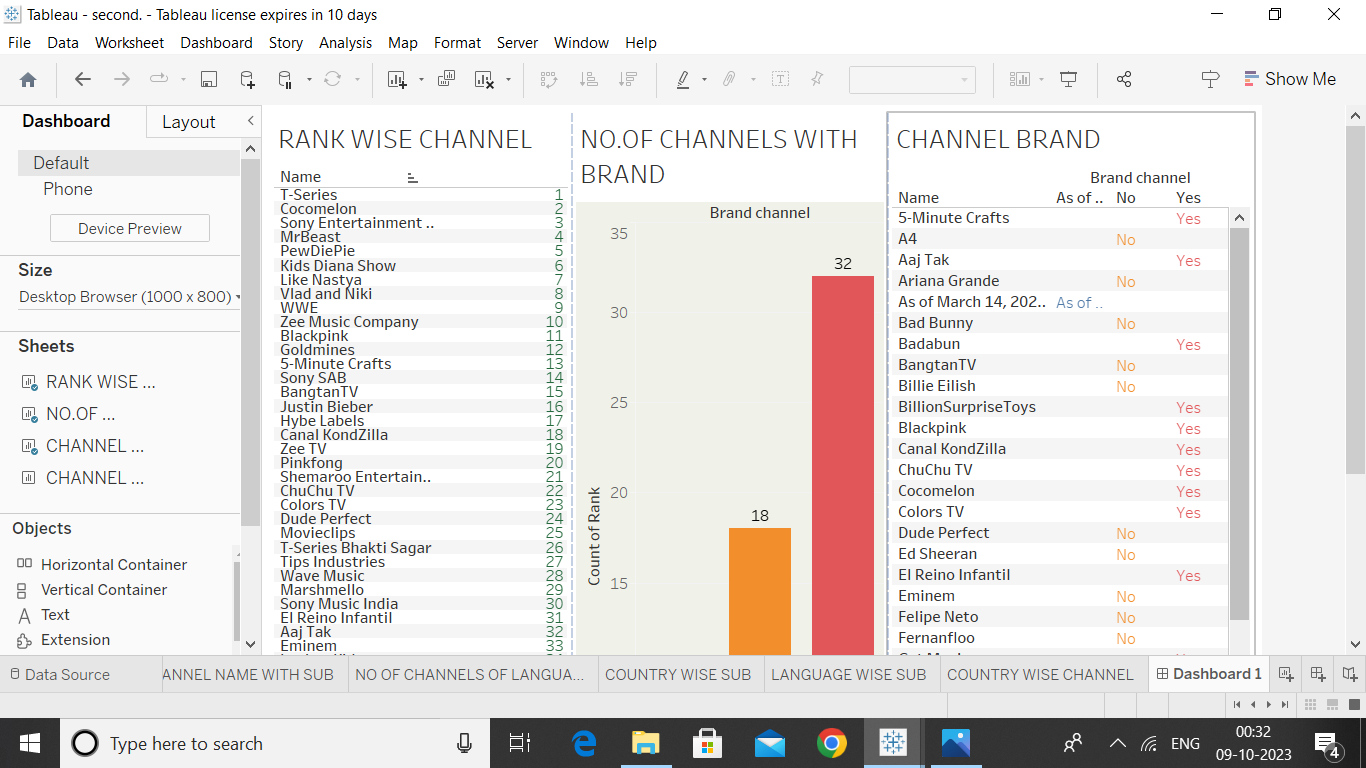 Tableau - second. - Tableau license expires in 10 days
File Data Worksheet Dashboard Story Analysis Map Format Server Window Help
Show Me
Dashboard Layout
Default
Phone
Device Preview
Size
Desktop Browser (1000 x 800)
Sheets
RANK WISE ...
NO.OF ...
CHANNEL ...
CHANNEL ...
Objects
Horizontal Container
Vertical Container
Text
Extension
RANK WISE CHANNEL
Name
T-Series 1
Cocomelon 2
Sony Entertainment .. 3
MrBeast 4
PewDiePie 5
Kids Diana Show 6
Like Nastya 7
Vlad and Niki 8
WWE 9
Zee Music Company 10
Blackpink 11
Goldmines 12
5-Minute Crafts 13
Sony SAB 14
BangtanTV 15
Justin Bieber 16
Hybe Labels 17
Canal KondZilla 18
Zee TV 19
Pinkfong 20
Shemaroo Entertain.. 21
ChuChu TV 22
Colors TV 23
Dude Perfect 24
Movieclips 25
T-Series Bhakti Sagar 26
Tips Industries 27
Wave Music 28
Marshmello 29
Sony Music India 30
El Reino Infantil 31
Aaj Tak 32
Eminem 33
NO.OF CHANNELS WITH
BRAND
Brand channel
35
32
30
25
20
18
15
Count of Rank
CHANNEL BRAND
Brand channel
Name As of .. No Yes
5-Minute Crafts Yes
A4 No
Aaj Tak Yes
Ariana Grande No
As of March 14, 202.. As of ..
Bad Bunny No
Badabun Yes
BangtanTV No
Billie Eilish No
BillionSurpriseToys Yes
Blackpink Yes
Canal KondZilla Yes
ChuChu TV Yes
Cocomelon Yes
Colors TV Yes
Dude Perfect No
Ed Sheeran No
El Reino Infantil Yes
Eminem No
Felipe Neto No
Fernanfloo No
Data Source ANNEL NAME WITH SUB NO OF CHANNELS OF LANGUA... COUNTRY WISE SUB LANGUAGE WISE SUB COUNTRY WISE CHANNEL Dashboard 1
Type here to search
ENG
00:32
09-10-2023
4